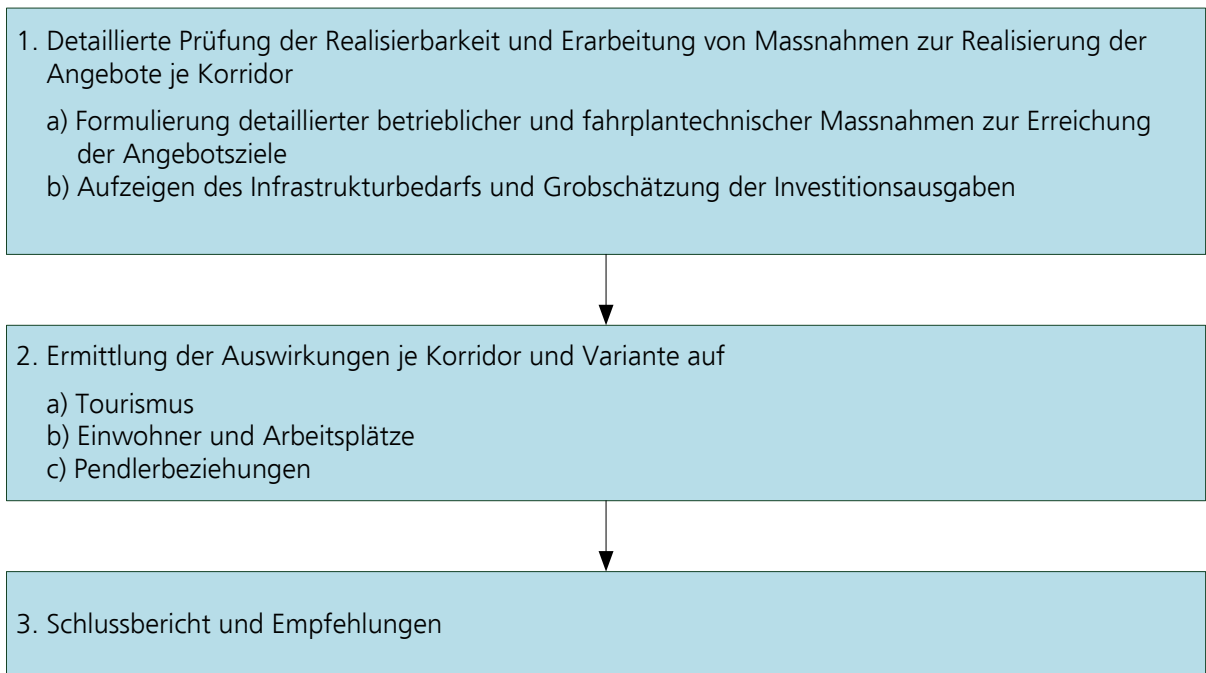 1. Detaillierte Prüfung der Realisierbarkeit und Erarbeitung von Massnahmen zur Realisierung der
Angebote je Korridor
a) Formulierung detaillierter betrieblicher und fahrplantechnischer Massnahmen zur Erreichung
der Angebotsziele
b) Aufzeigen des Infrastrukturbedarfs und Grobschätzung der Investitionsausgaben
2. Ermittlung der Auswirkungen je Korridor und Variante auf
a) Tourismus
b) Einwohner und Arbeitsplätze
c) Pendlerbeziehungen
3. Schlussbericht und Empfehlungen